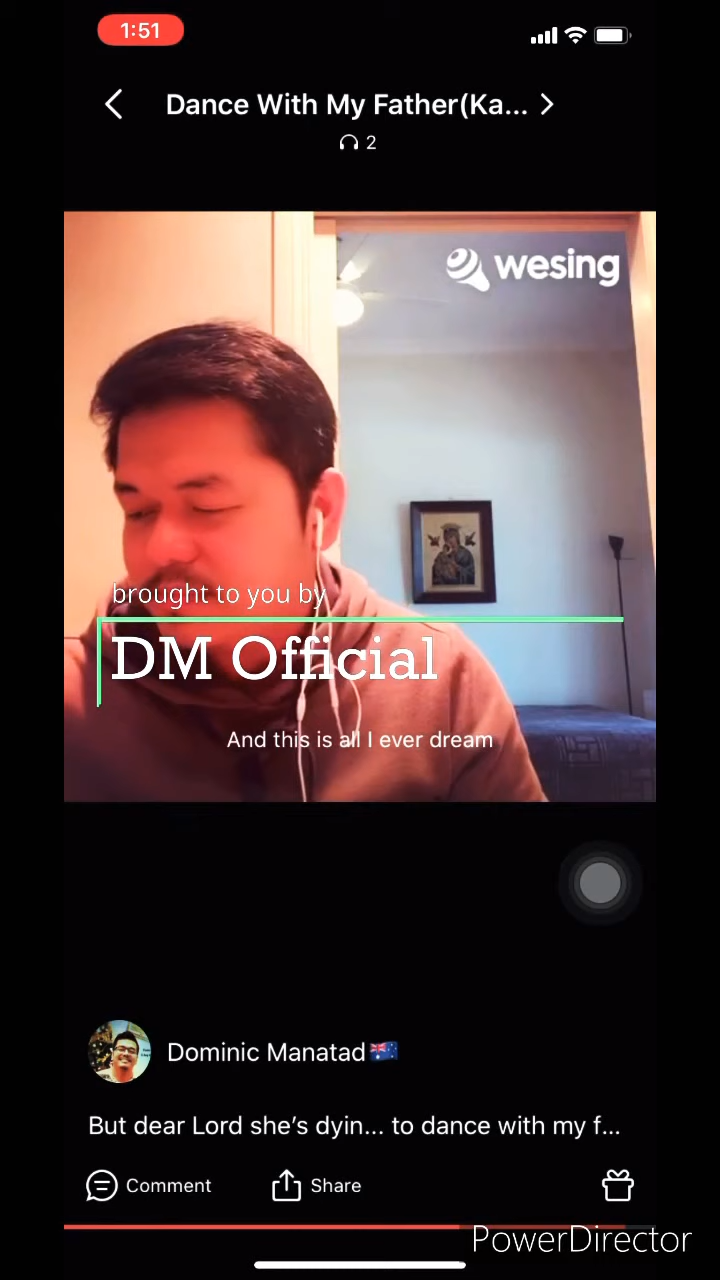 1:51
Dance With My Father(Ka...
2
wesing
brought to you by
DM Official
And this is all I ever dream
Dominic Manatad
But dear Lord she's dyin... to dance with my f...
Comment
Share
PowerDirector